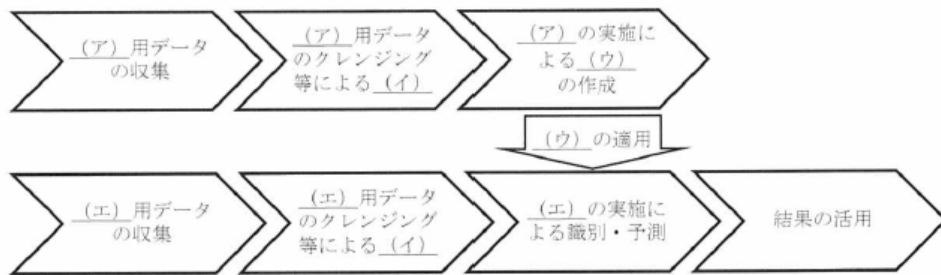 (ア)用データ
の収集
(ア)用データ
のクレンジング
等による(イ)
(ア)の実施に
よる(ウ)
の作成
(ウ)の適用
(エ)用データ
の収集
(エ)用データ
のクレンジング
等による(イ)
(エ)の実施に
よる識別・予測
結果の活用